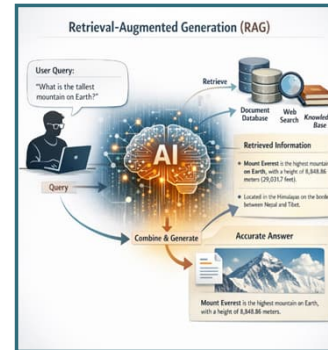 Retrieval-Augmented Generation (RAG)
User Query:
"What is the tallest
mountain on Earth?"
Retrieve
Document
Database
Web
Search
Knowledge
Base
AI
Query
Retrieved Information
• Mount Everest is the highest mountain
on Earth, with a height of 8,848.86
meters (29,031.7 feet).
• Located in the Himalayas on the border
between Nepal and Tibet.
Combine & Generate
Accurate Answer
Mount Everest is the highest mountain on Earth,
with a height of 8,848.86 meters.